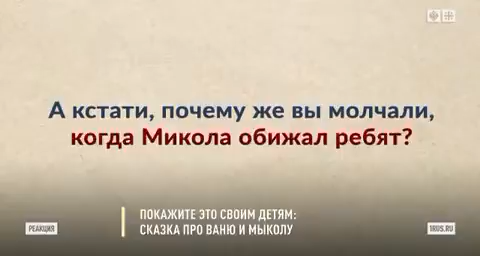 А кстати, почему же вы молчали,
когда Микола обижал ребят?
ПОКАЖИТЕ ЭТО СВОИМ ДЕТЯМ:
СКАЗКА ПРО ВАНЮ И МЫКОЛУ
РЕАКЦИЯ
1RUS.RU